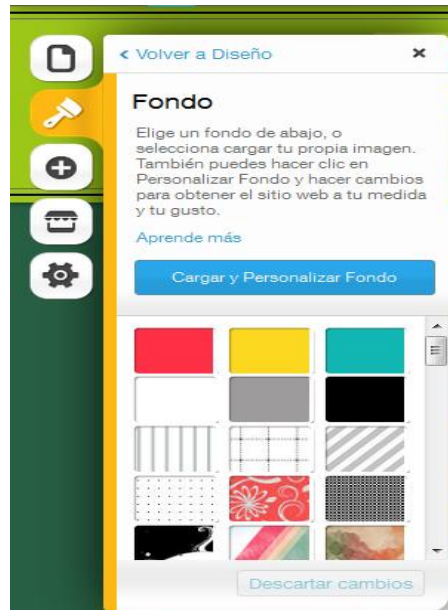 < Volver a Diseño
Fondo
Elige un fondo de abajo, o
selecciona cargar tu propia imagen.
También puedes hacer clic en
Personalizar Fondo y hacer cambios
para obtener el sitio web a tu medida
y tu gusto.
Aprende más
Cargar y Personalizar Fondo
Descartar cambios